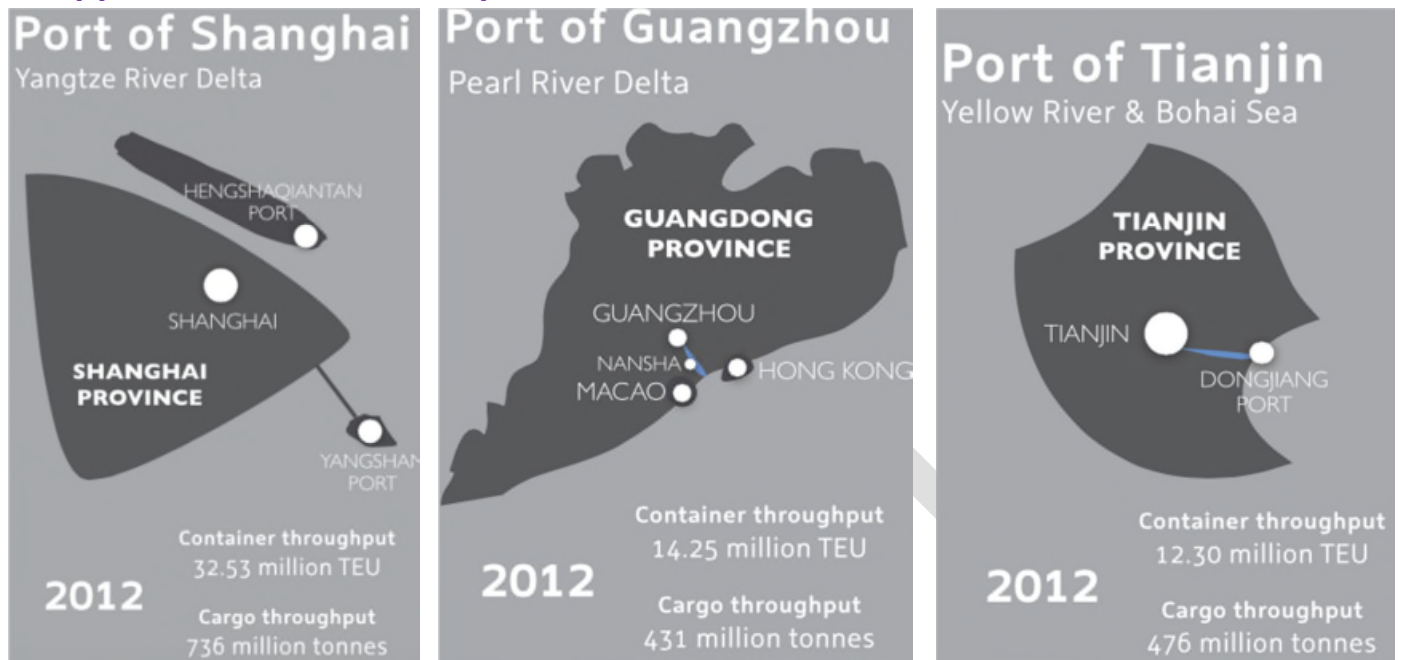 Port of Shanghai
Yangtze River Delta
HENGSHAQIANTAN
PORT
SHANGHAI
SHANGHAI
PROVINCE
YANGSHAN
PORT
Container throughput
32.53 million TEU
2012
Cargo throughput
736 million tonnes
Port of Guangzhou
Pearl River Delta
GUANGDONG
PROVINCE
GUANGZHOU
NANSHA
HONG KONG
MACAO
Container throughput
14.25 million TEU
2012
Cargo throughput
431 million tonnes
Port of Tianjin
Yellow River & Bohai Sea
TIANJIN
PROVINCE
TIANJIN
DONGJIANG
PORT
Container throughput
12.30 million TEU
2012
Cargo throughput
476 million tonnes